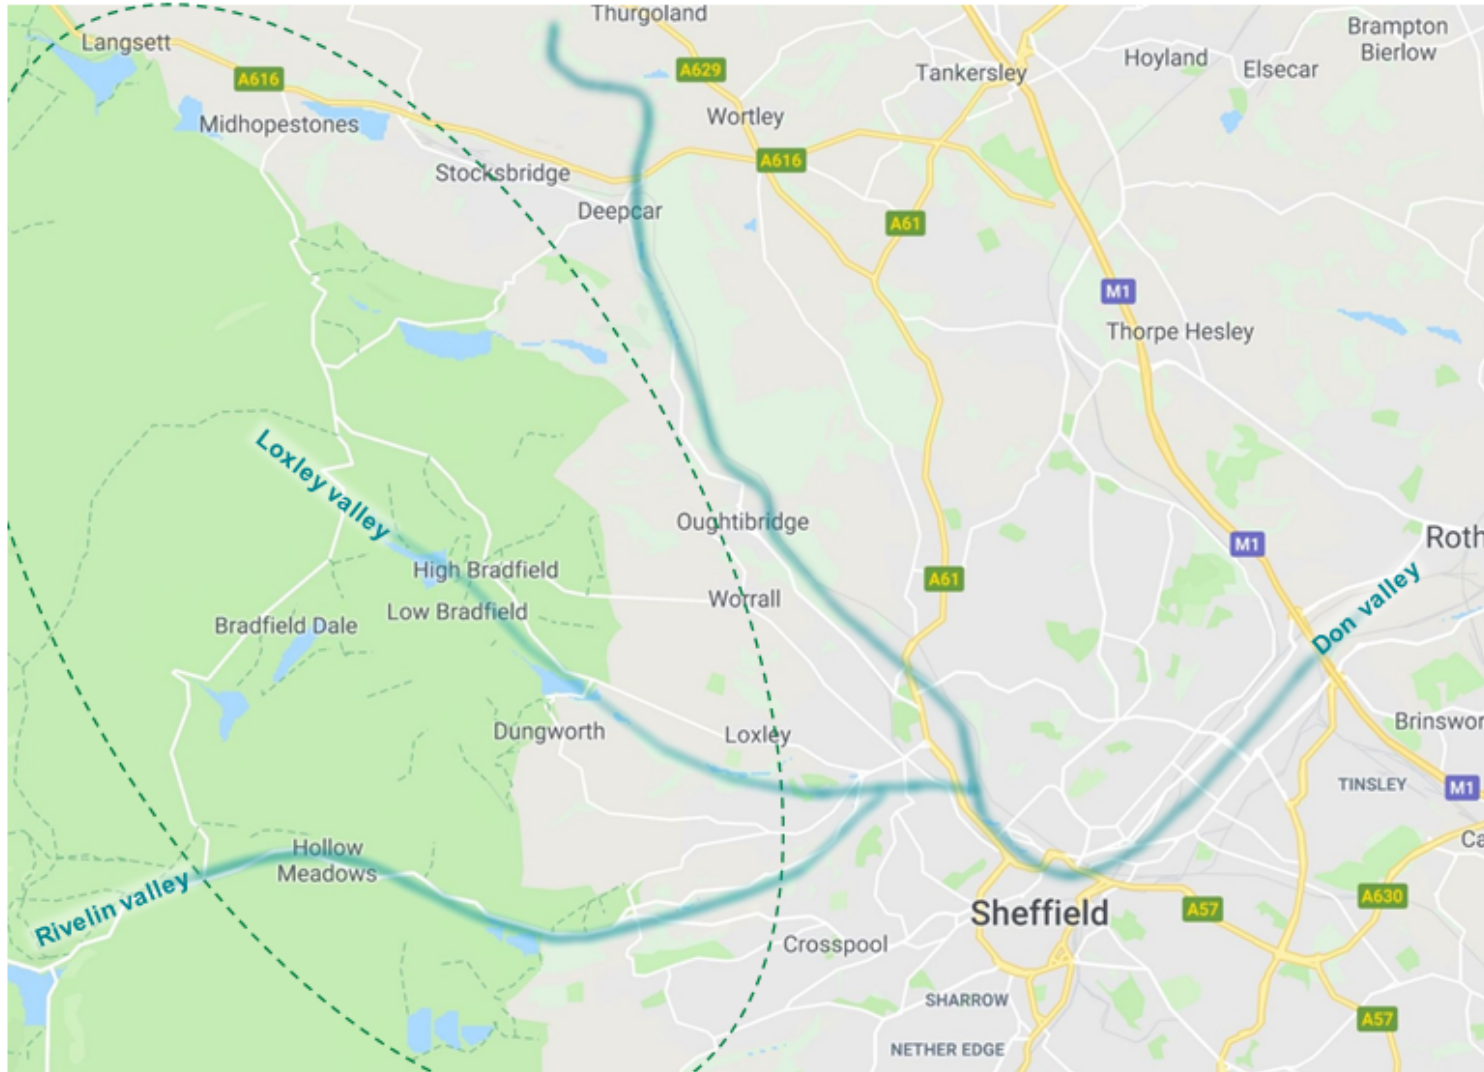 Thurgoland
Brampton
Bierlow
Langsett
Hoyland
Elsecar
A616
A629
Tankersley
Wortley
Midhopestones
A616
Stocksbridge
Deepcar
A61
M1
Thorpe Hesley
Loxley valley
Oughtibridge
M1
Roth
High Bradfield
A61
Low Bradfield
Worrall
Don valley
Bradfield Dale
Dungworth
Loxley
Brinswor
TINSLEY
M1
Ca
Hollow
Meadows
Rivelin valley
Sheffield
A57
A630
Crosspool
SHARROW
A57
NETHER EDGE